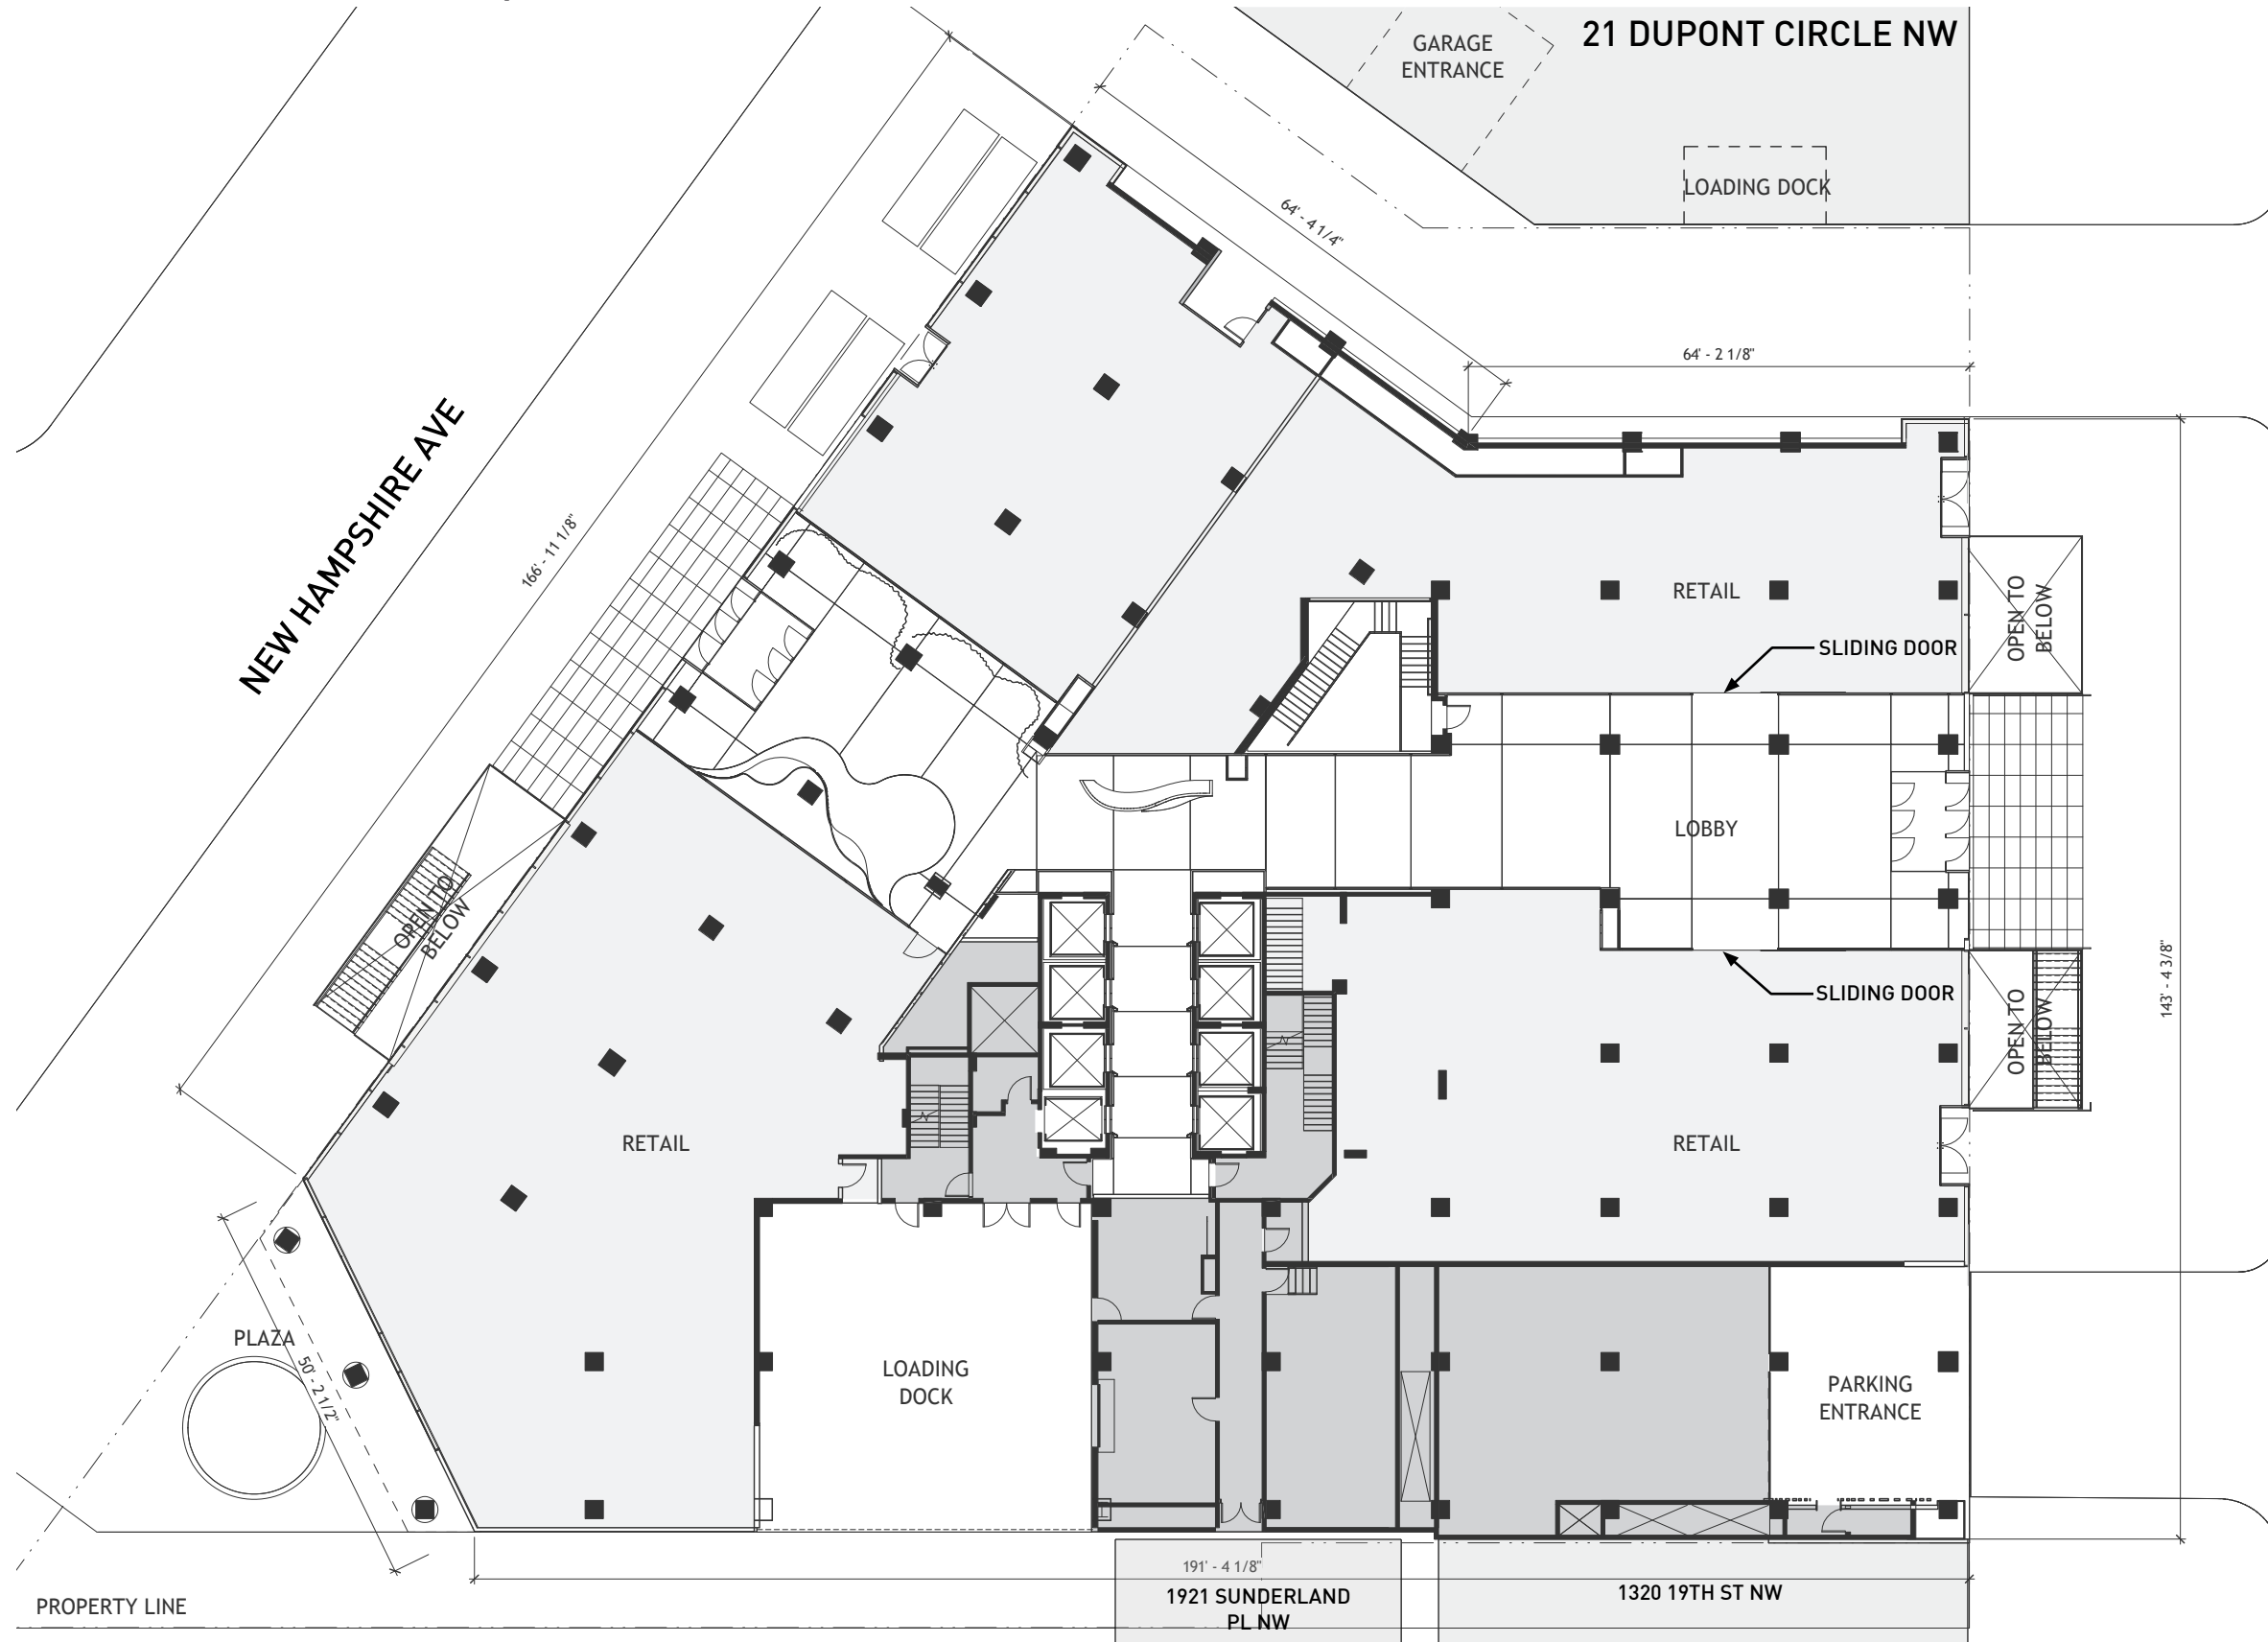 21 DUPONT CIRCLE NW
GARAGE
ENTRANCE
LOADING DOCK
64' - 4 1/4"
64' - 2 1/8"
NEW HAMPSHIRE AVE
166' - 11 1/8"
RETAIL
OPEN TO
BELOW
SLIDING DOOR
LOBBY
OPEN TO
BELOW
143' - 4 3/8"
SLIDING DOOR
OPEN TO
BELOW
RETAIL
RETAIL
PLAZA
50' - 2 1/2"
LOADING
DOCK
PARKING
ENTRANCE
191' - 4 1/8"
1921 SUNDERLAND
PL NW
1320 19TH ST NW
PROPERTY LINE